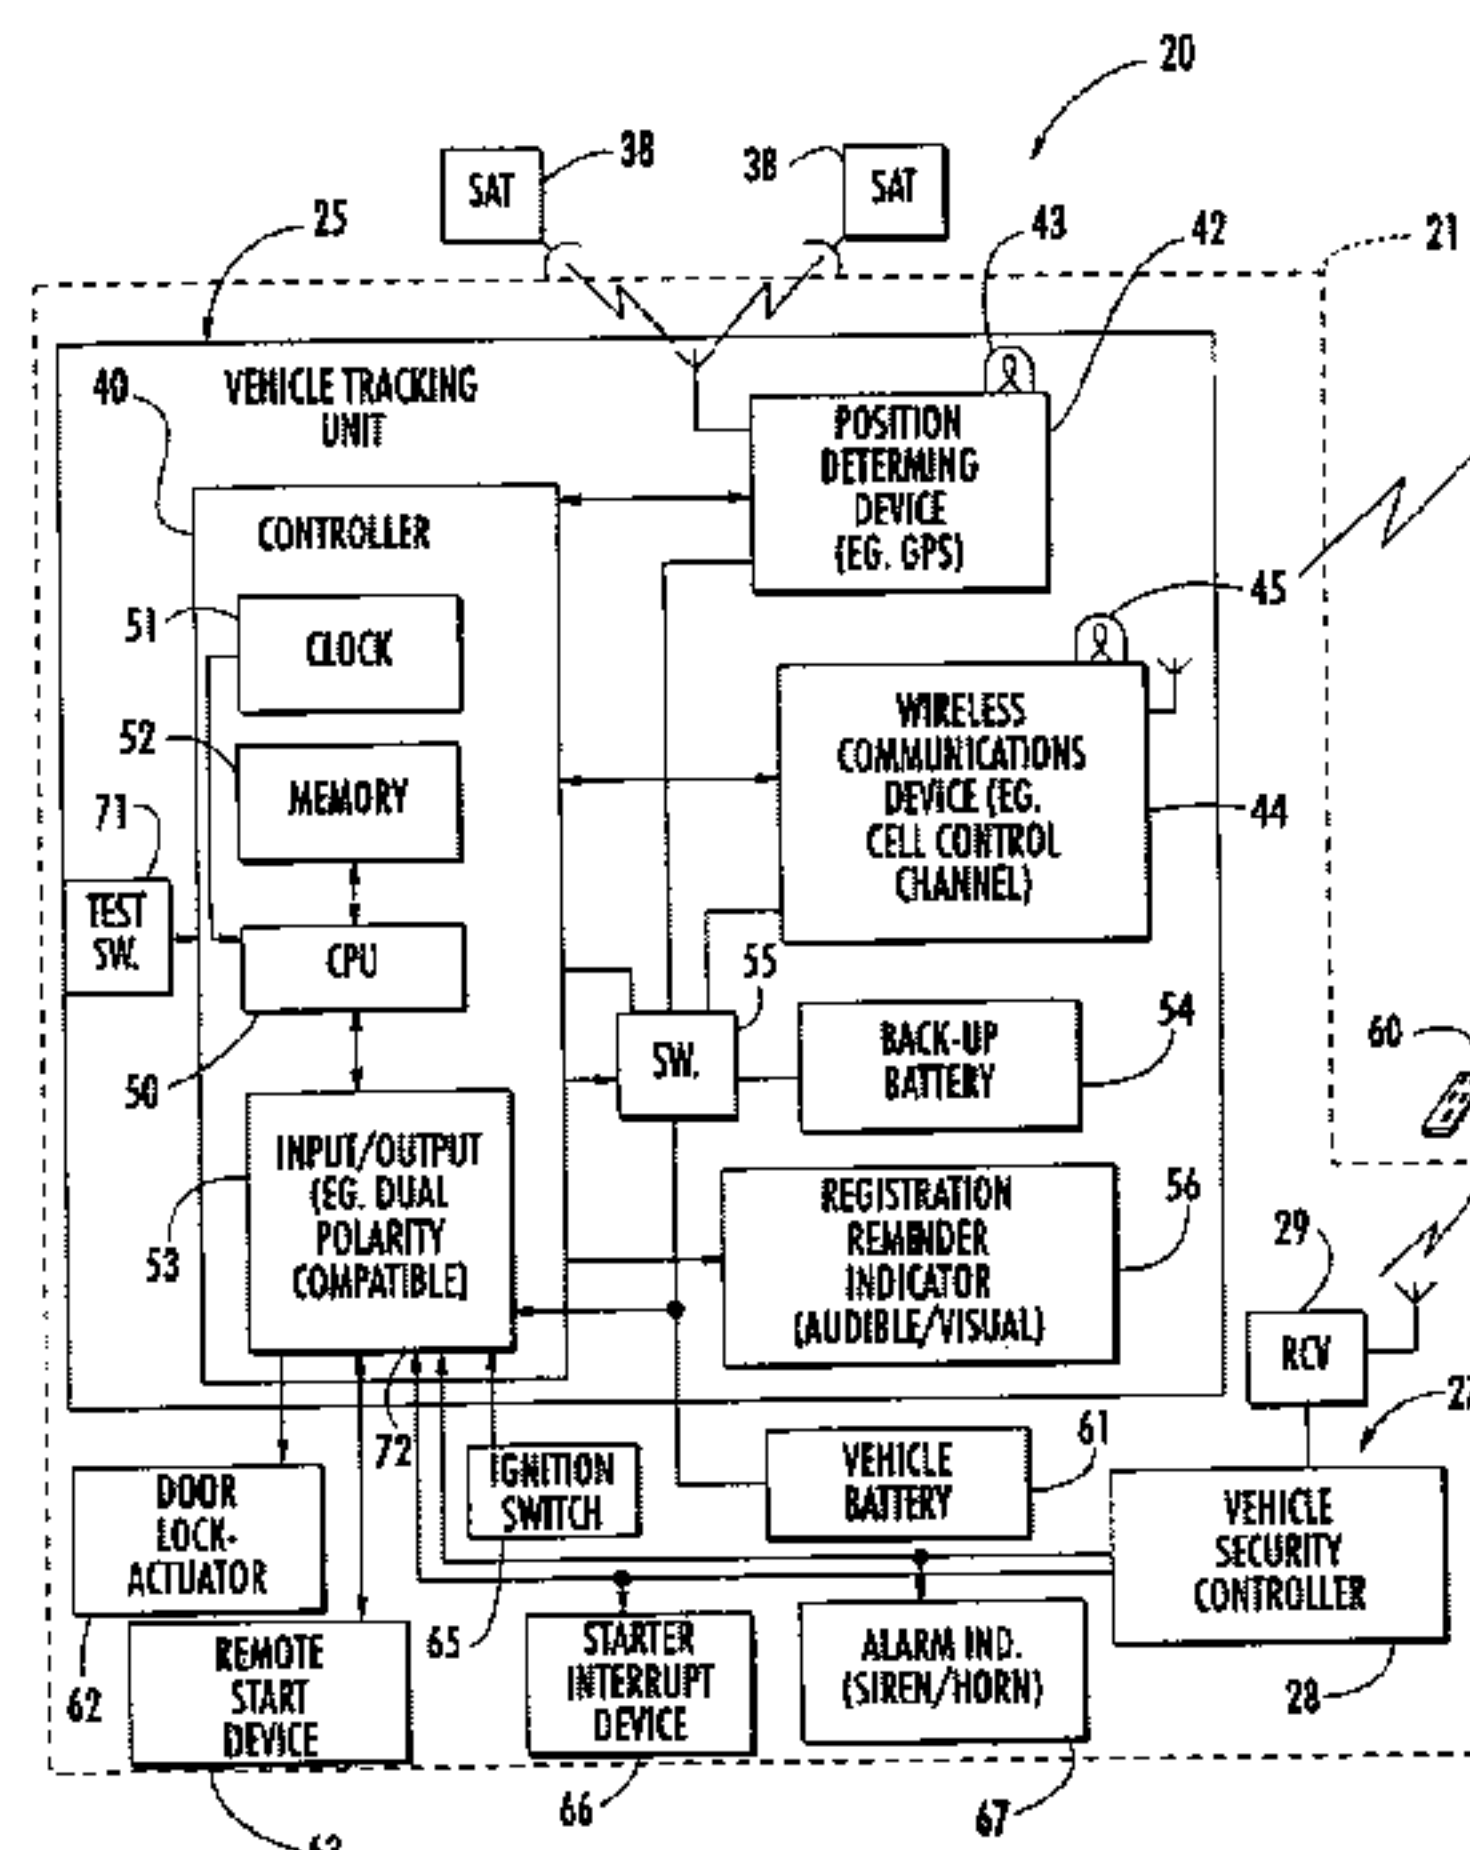 20
38
38
SAT
SAT
25
43
42
21
40
VEHICLE TRACKING
UNIT
POSITION
DETERMING
DEVICE
(EG. GPS)
CONTROLLER
45
51
CLOCK
52
MEMORY
WIRELESS
COMMUNICATIONS
DEVICE (EG.
CELL CONTROL
CHANNEL)
44
71
TEST
SW.
CPU
55
50
SW.
BACK-UP
BATTERY
54
60
INPUT/OUTPUT
(EG. DUAL
POLARITY
COMPATIBLE)
53
REGISTRATION
REMINDER
INDICATOR
(AUDIBLE/VISUAL)
56
29
RCV
72
IGNITION
SWITCH
VEHICLE
BATTERY
61
DOOR
LOCK-
ACTUATOR
VEHICLE
SECURITY
CONTROLLER
62
REMOTE
START
DEVICE
65
STARTER
INTERRUPT
DEVICE
ALARM IND.
(SIREN/HORN)
28
66
67